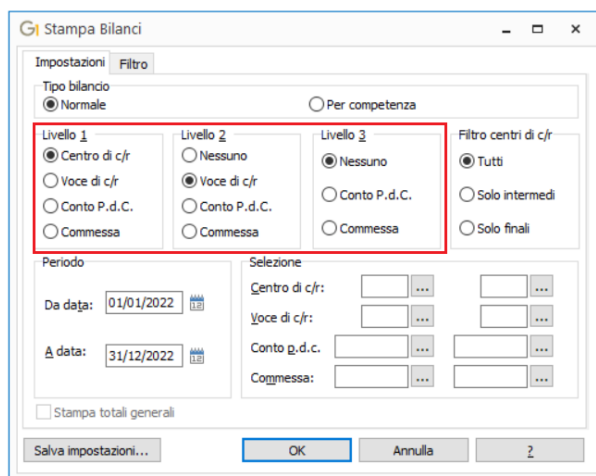 Stampa Bilanci
Impostazioni Filtro
Tipo bilancio
Normale Per competenza
Livello 1 Livello 2 Livello 3 Filtro centri di c/r
Centro di c/r Nessuno Nessuno Tutti
Voce di c/r Voce di c/r Conto P.d.C. Solo intermedi
Conto P.d.C. Conto P.d.C. Commessa Solo finali
Commessa Commessa
Periodo Selezione
Centro di c/r: ... ...
Da data: 01/01/2022 12 Voce di c/r: ... ...
A data: 31/12/2022 12 Conto p.d.c. ... ...
Commessa: ... ...
Stampa totali generali
Salva impostazioni... OK Annulla ?